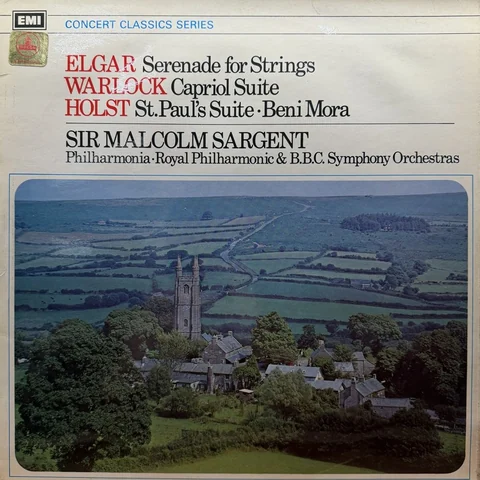 EMI
CONCERT CLASSICS SERIES
ELGAR Serenade for Strings
WARLOCK Capriol Suite
HOLST St.Paul's Suite·Beni Mora
SIR MALCOLM SARGENT
Philharmonia·Royal Philharmonic & B.B.C. Symphony Orchestras